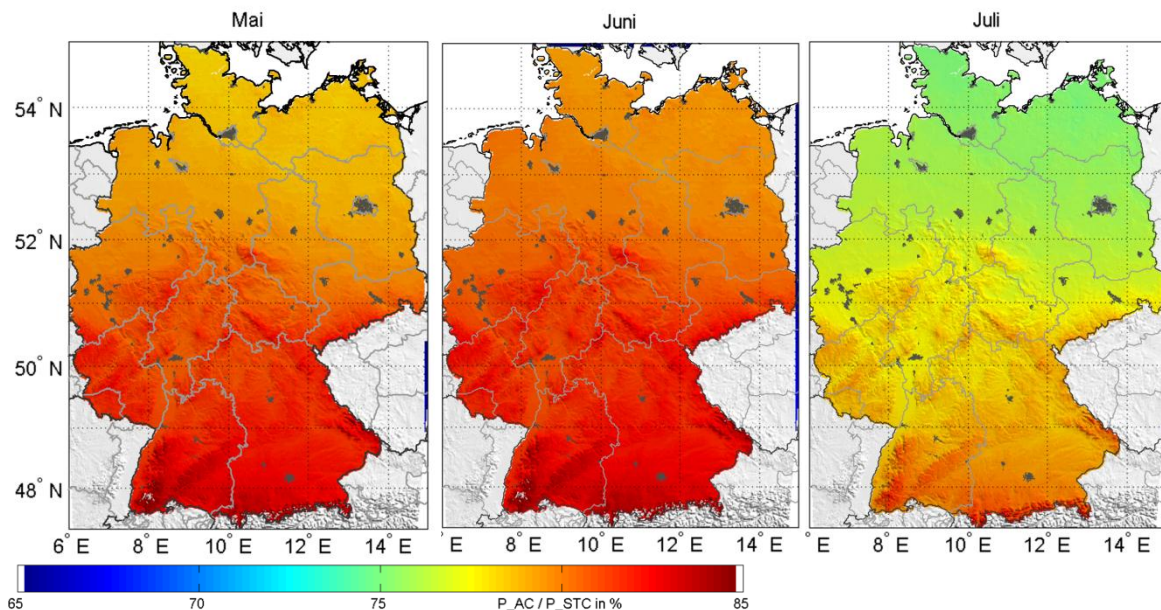 Mai Juni Juli
54° N
52° N
50° N
48° N
6° E 8° E 10° E 12° E 14° E ° E 8° E 10° E 12° E 14° E ° E 8° E 10° E 12° E 14° E
65 70 75 P_AC / P_STC in % 85